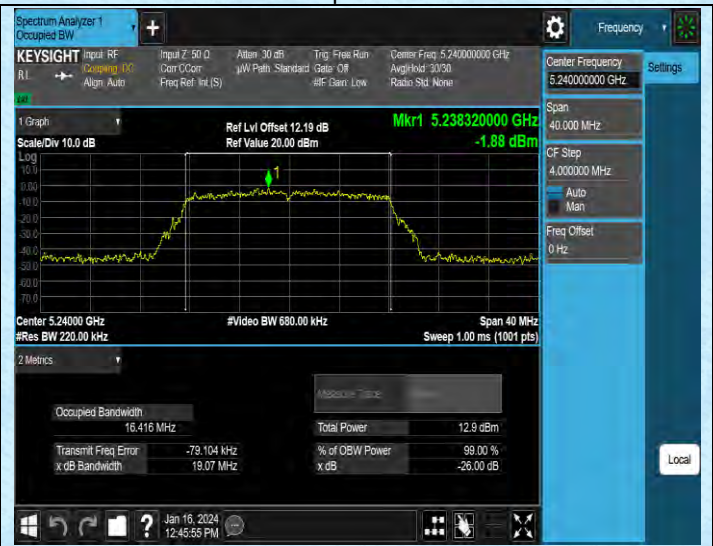 Spectrum Analyzer 1
Occupied BW
+
Frequency
KEYSIGHT
RL
Input: RF
Coupling: DC
Align: Auto
Input Z: 50 Ω
Corr CCorr
Freq Ref: Int (S)
Atten: 30 dB
µW Path: Standard
Trig: Free Run
Gate: Off
#IF Gain: Low
Center Freq: 5.240000000 GHz
Avg|Hold: 30/30
Radio Std: None
Center Frequency
5.240000000 GHz
Settings
Span
40.000 MHz
CF Step
4.000000 MHz
Auto
Man
Freq Offset
0 Hz
1 Graph
Scale/Div 10.0 dB
Ref Lvl Offset 12.19 dB
Ref Value 20.00 dBm
Mkr1 5.238320000 GHz
-1.88 dBm
Log
10.0
0.00
-10.0
-20.0
-30.0
-40.0
-50.0
-60.0
-70.0
1
Center 5.24000 GHz
#Res BW 220.00 kHz
#Video BW 680.00 kHz
Span 40 MHz
Sweep 1.00 ms (1001 pts)
2 Metrics
Measure Trace
Occupied Bandwidth
16.416 MHz
Total Power
12.9 dBm
Transmit Freq Error
-79.104 kHz
% of OBW Power
99.00 %
x dB Bandwidth
19.07 MHz
x dB
-26.00 dB
Local
?
Jan 16, 2024
12:45:55 PM